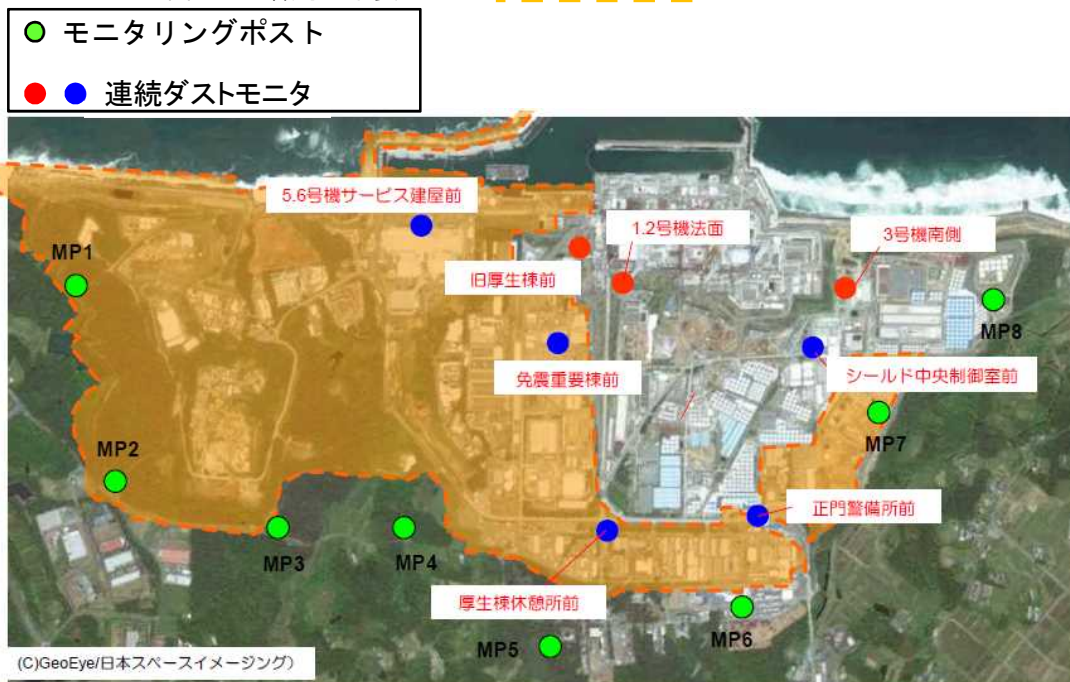 モニタリングポスト
連続ダストモニタ
5.6号機サービス建屋前
1.2号機法面
3号機南側
MP1
旧厚生棟前
MP8
免震重要棟前
シールド中央制御室前
MP7
MP2
正門警備所前
MP3
MP4
厚生棟休憩所前
MP6
MP5
(C)GeoEye/日本スペースイメージング）